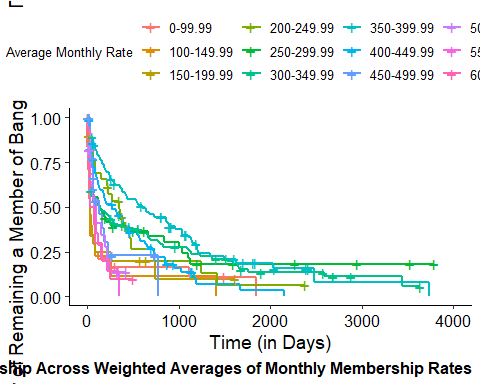 Average Monthly Rate
0-99.99 200-249.99 350-399.99
100-149.99 250-299.99 400-449.99
150-199.99 300-349.99 450-499.99
of Remaining a Member of Bang
1.00
0.75
0.50
0.25
0.00
0 1000 2000 3000 4000
Time (in Days)
ship Across Weighted Averages of Monthly Membership Rates